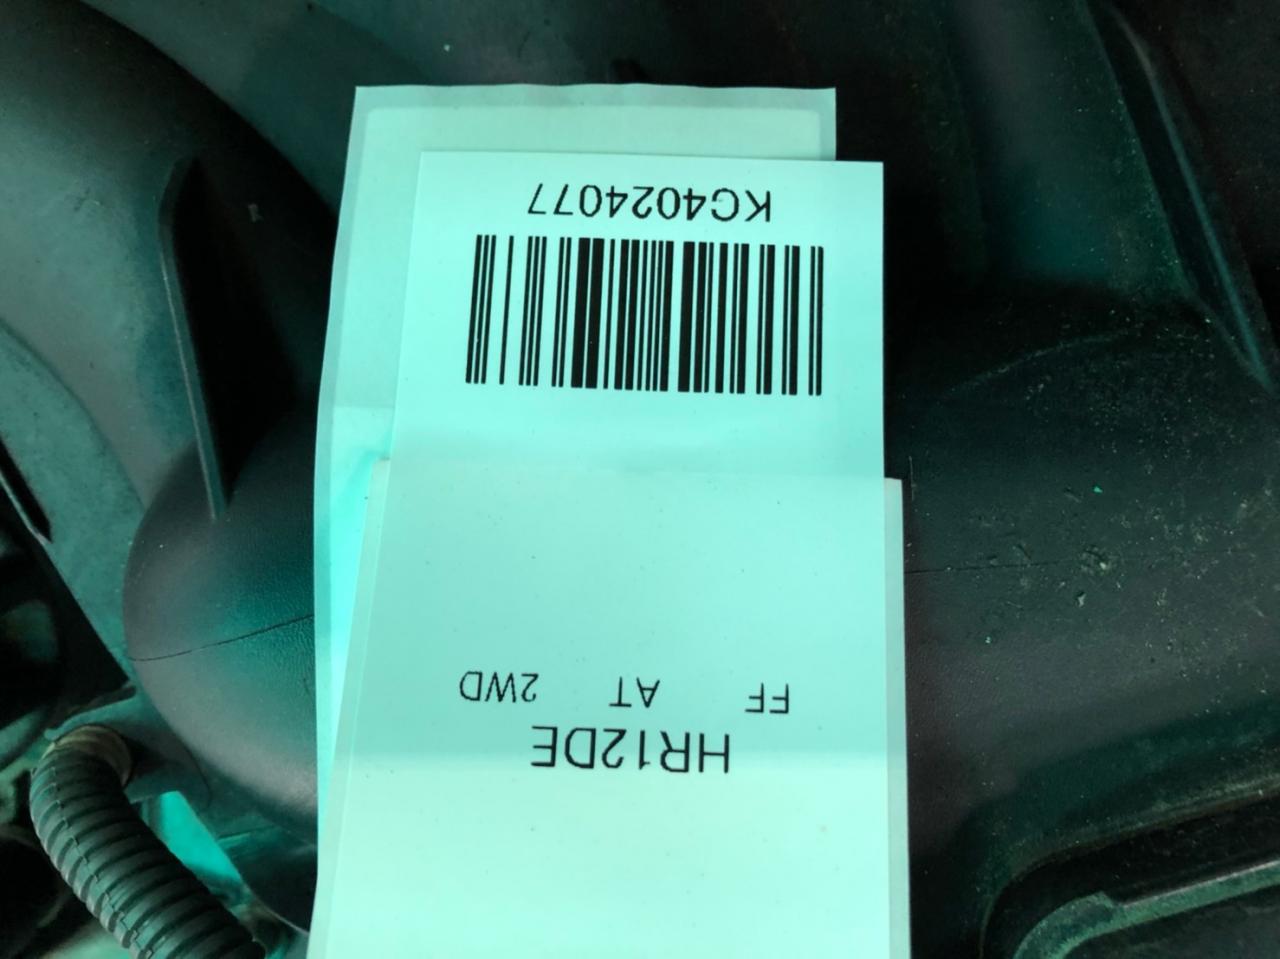 HR12DE
FF AT 2WD
KG4024077